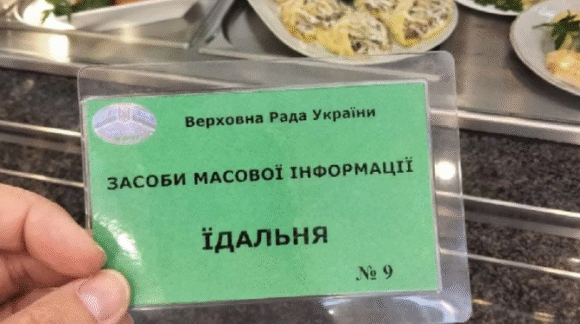 Верховна Рада України
ЗАСОБИ МАСОВОЇ ІНФОРМАЦІЇ
ЇДАЛЬНЯ
№ 9